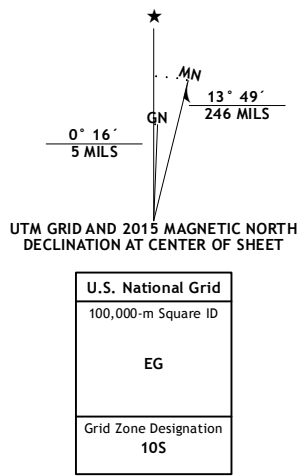 MN
GN
13° 49´
246 MILS
0° 16´
5 MILS
UTM GRID AND 2015 MAGNETIC NORTH
DECLINATION AT CENTER OF SHEET
U.S. National Grid
100,000-m Square ID
EG
Grid Zone Designation
10S